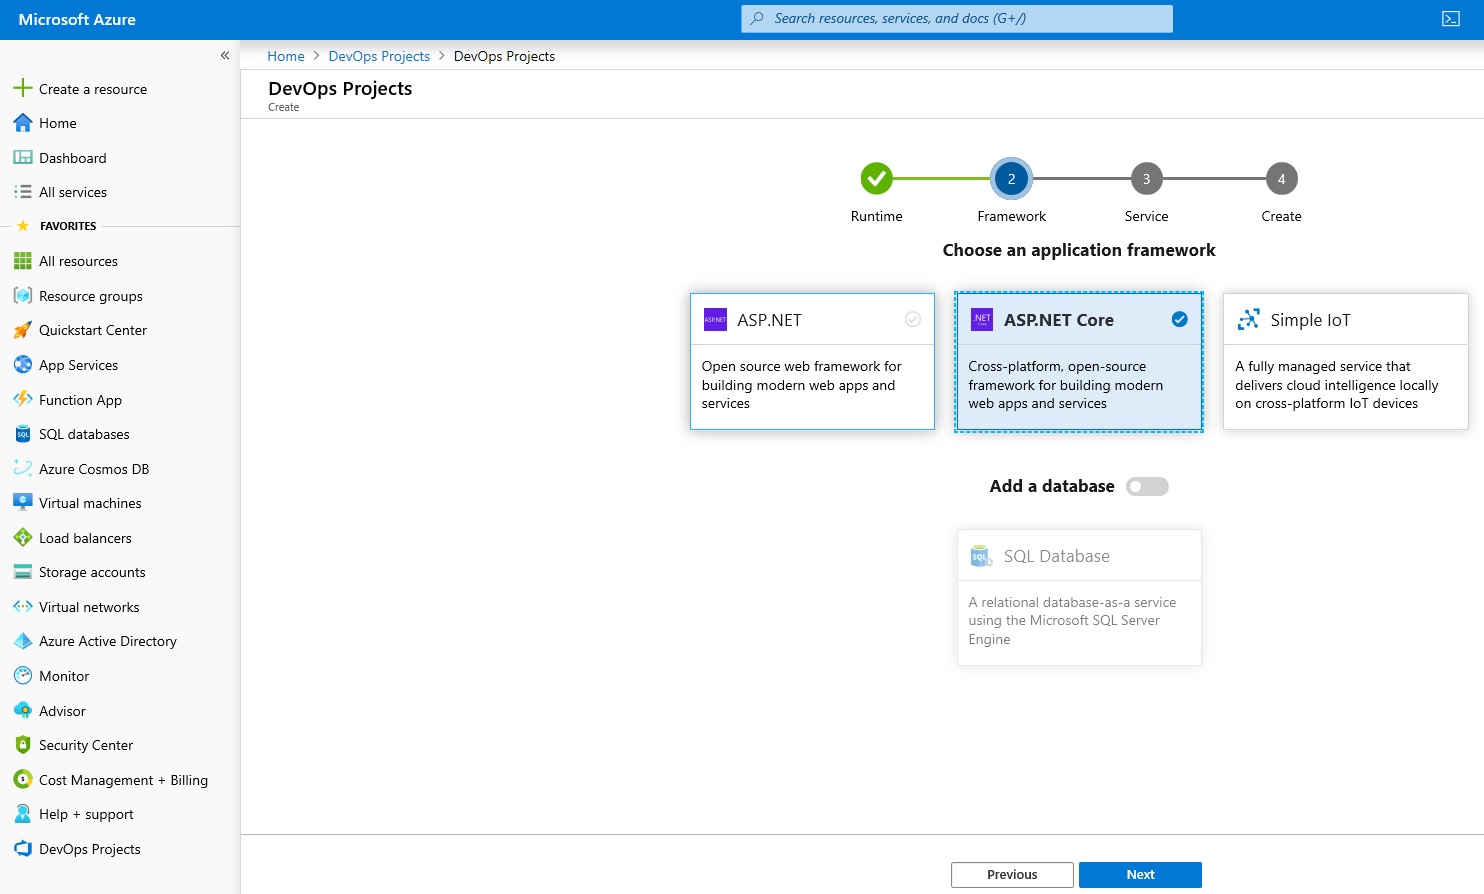 Microsoft Azure
Search resources, services, and docs (G+/)
«
Create a resource
Home
Dashboard
All services
FAVORITES
All resources
Resource groups
Quickstart Center
App Services
Function App
SQL databases
Azure Cosmos DB
Virtual machines
Load balancers
Storage accounts
Virtual networks
Azure Active Directory
Monitor
Advisor
Security Center
Cost Management + Billing
Help + support
DevOps Projects
Home > DevOps Projects > DevOps Projects
DevOps Projects
Create
2 3 4
Runtime Framework Service Create
Choose an application framework
ASP.NET
ASP.NET
Open source web framework for
building modern web apps and
services
.NET
Core
ASP.NET Core
Cross-platform, open-source
framework for building modern
web apps and services
Simple IoT
A fully managed service that
delivers cloud intelligence locally
on cross-platform IoT devices
Add a database
SQL
SQL Database
A relational database-as-a service
using the Microsoft SQL Server
Engine
Previous Next